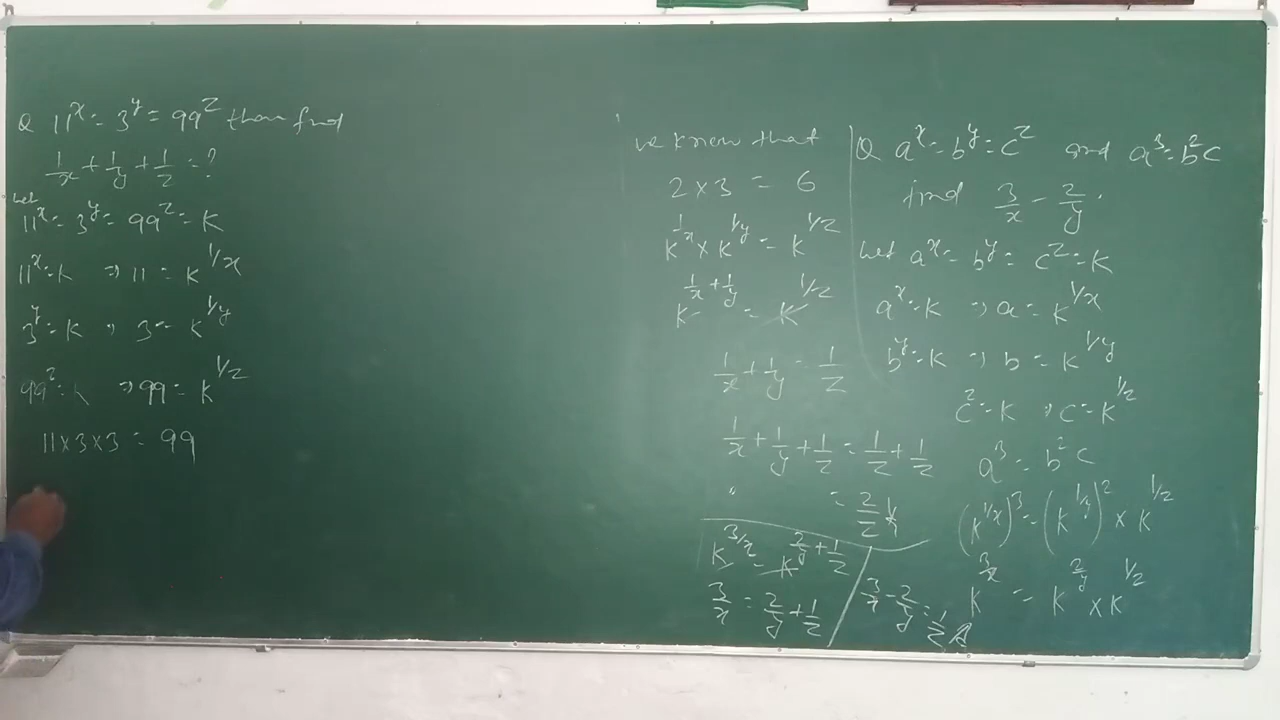 Q 11^x = 3^y = 99^z then find
1/x + 1/y + 1/z = ?
Let
11^x = 3^y = 99^z = K
11^x = K ⇒ 11 = K^1/x
3^y = K ⇒ 3 = K^1/y
99^z = K ⇒ 99 = K^1/z
11 × 3 × 3 = 99
we know that
2 × 3 = 6
K^1/x × K^1/y = K^1/z
K^1/x + 1/y = K^1/z
1/x + 1/y = 1/z
1/x + 1/y + 1/z = 1/z + 1/z
" = 2/z
K^3/x = K^2/y + 1/z
3/x = 2/y + 1/z
3/x - 2/y = 1/z
Q a^x = b^y = c^z and a^3 = b^2 c
find 3/x - 2/y .
Let a^x = b^y = c^z = K
a^x = K ⇒ a = K^1/x
b^y = K ⇒ b = K^1/y
c^z = K ⇒ c = K^1/z
a^3 = b^2 c
(K^1/x)^3 = (K^1/y)^2 × K^1/z
K^3/x = K^2/y × K^1/z